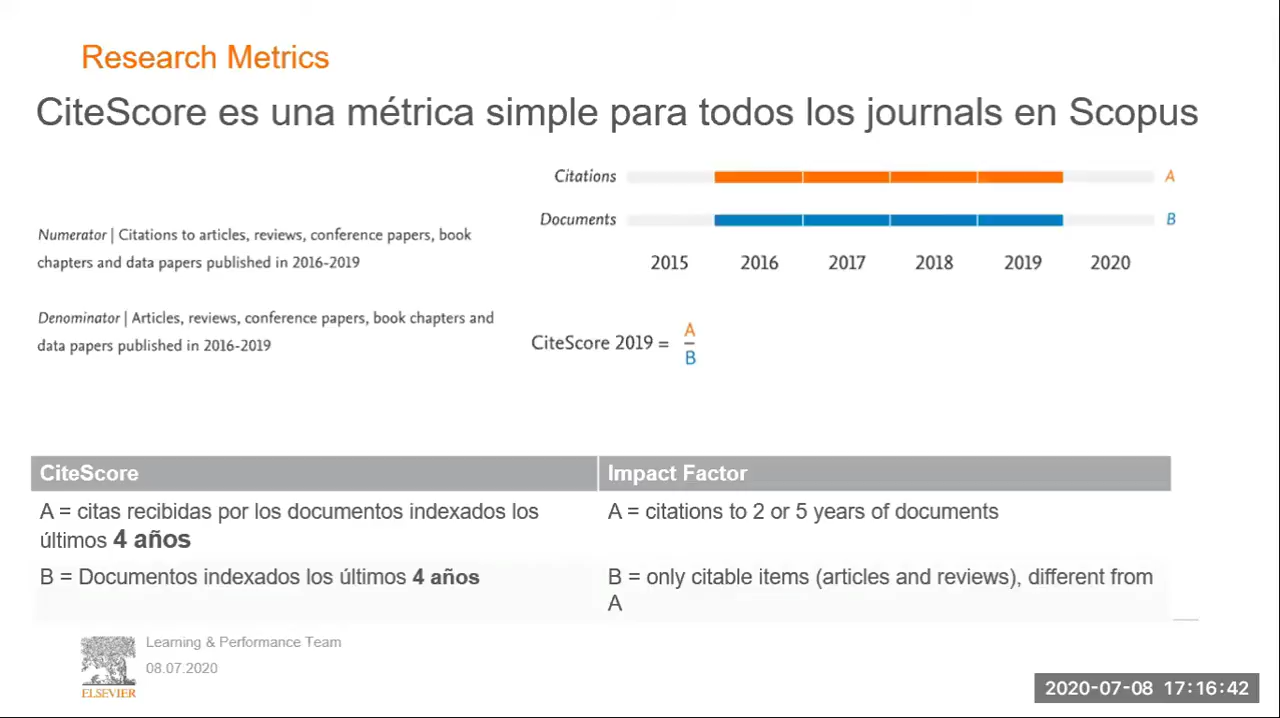 Research Metrics
CiteScore es una métrica simple para todos los journals en Scopus
Citations
A
Documents
B
2015 2016 2017 2018 2019 2020
Numerator | Citations to articles, reviews, conference papers, book
chapters and data papers published in 2016-2019
Denominator | Articles, reviews, conference papers, book chapters and
data papers published in 2016-2019
CiteScore 2019 = A
B
CiteScore
Impact Factor
A = citas recibidas por los documentos indexados los
últimos 4 años
A = citations to 2 or 5 years of documents
B = Documentos indexados los últimos 4 años
B = only citable items (articles and reviews), different from
A
Learning & Performance Team
08.07.2020
ELSEVIER
2020-07-08 17:16:42